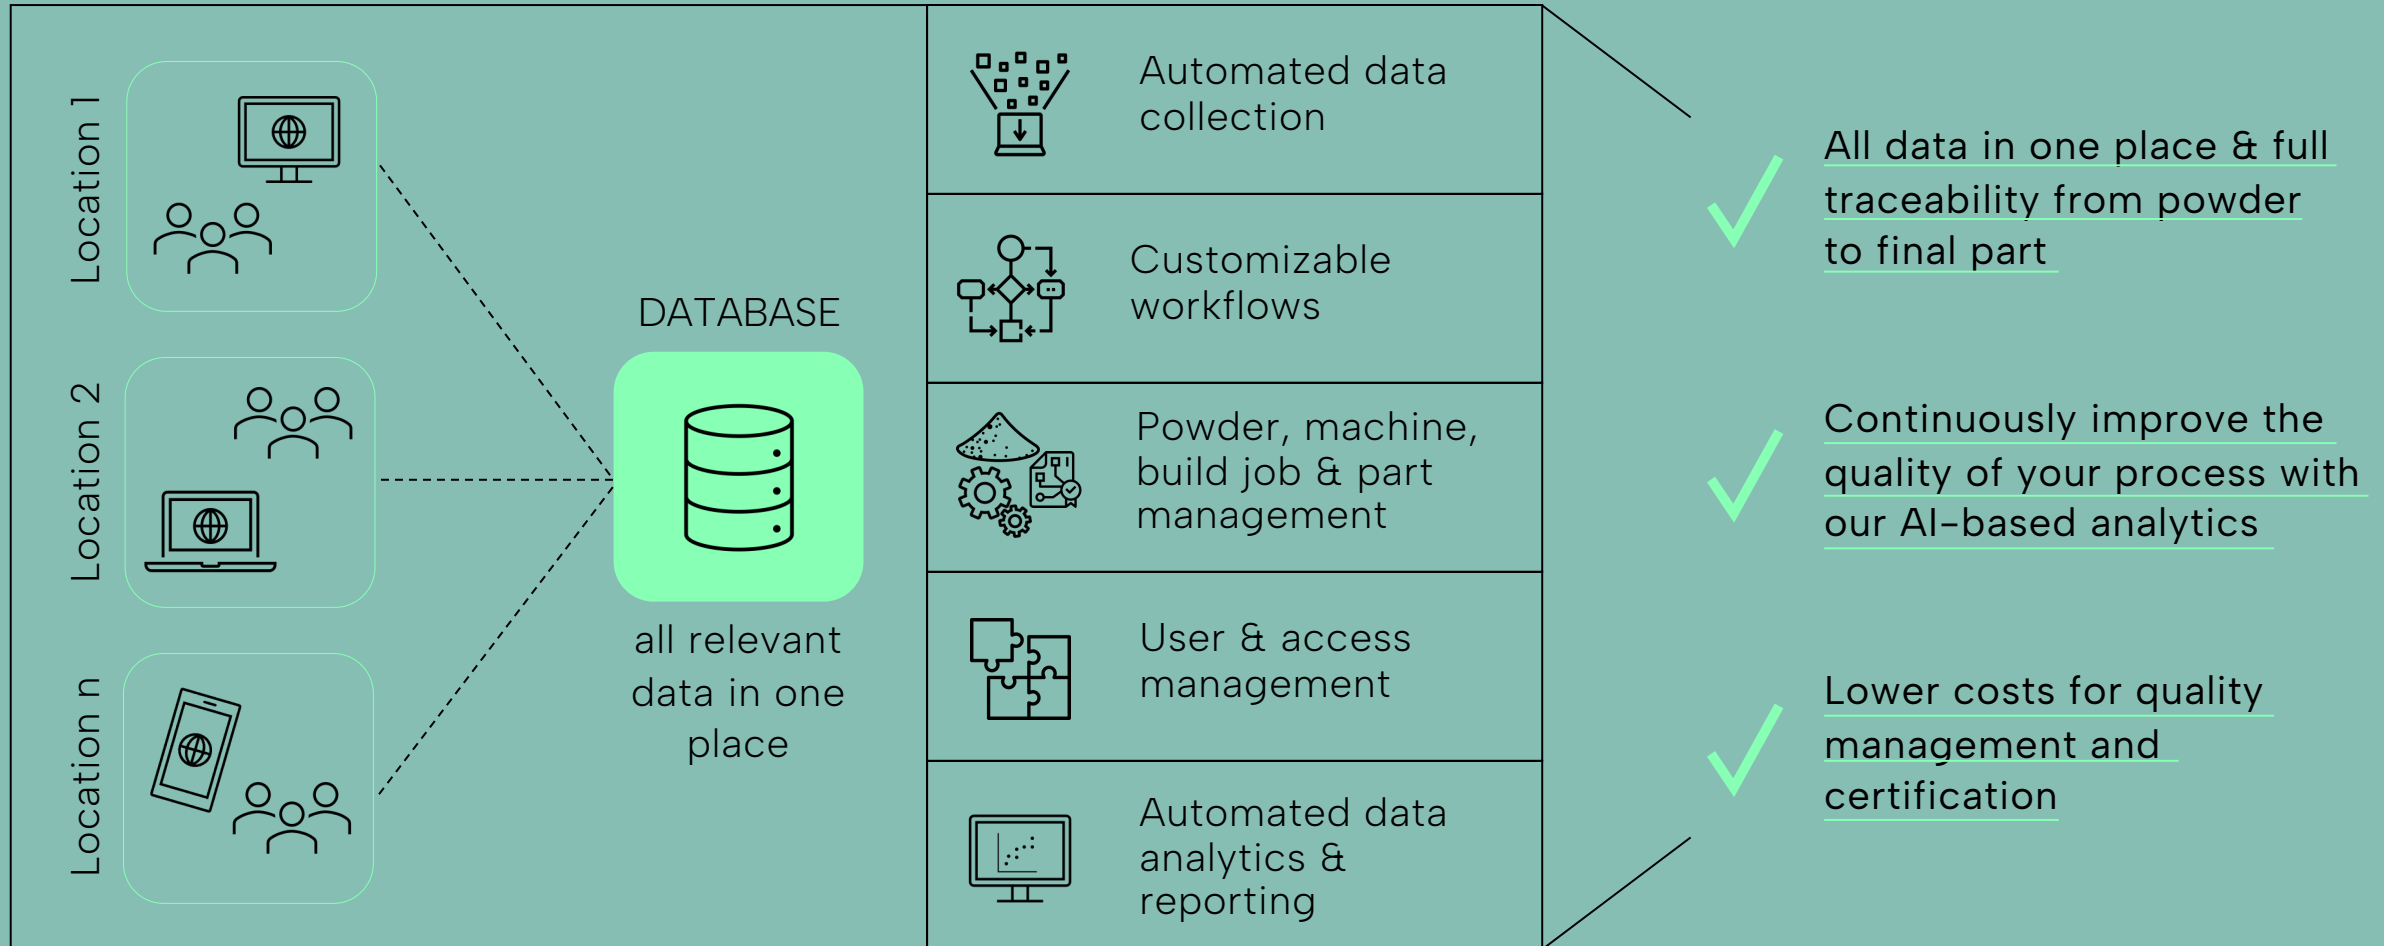 Location 1
Location 2
Location n
DATABASE
all relevant
data in one
place
Automated data
collection
Customizable
workflows
Powder, machine,
build job & part
management
User & access
management
Automated data
analytics &
reporting
All data in one place & full
traceability from powder
to final part
Continuously improve the
quality of your process with
our AI-based analytics
Lower costs for quality
management and
certification